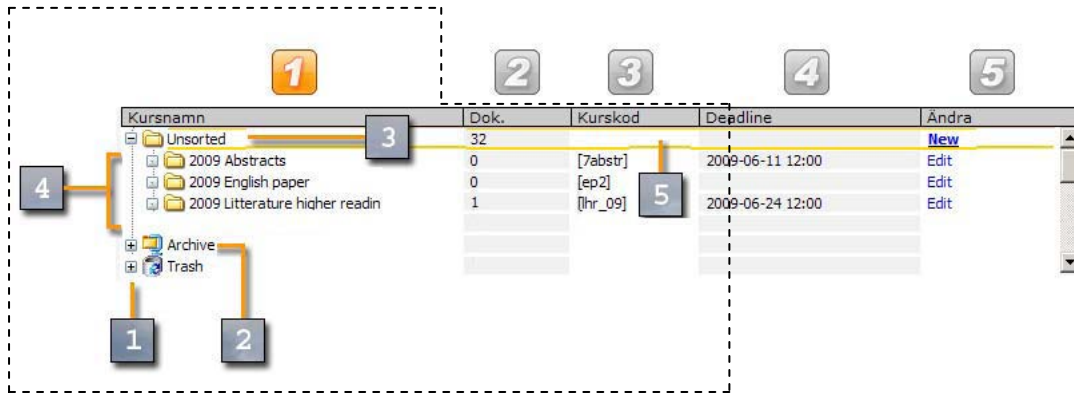 1 2 3 4 5
Kursnamn Dok. Kurskod Deadline Ändra
Unsorted 3 32 New
4 2009 Abstracts 0 [7abstr] 2009-06-11 12:00 Edit
2009 English paper 0 [ep2] 5 Edit
2009 Litterature higher readin 1 [lhr_09] 2009-06-24 12:00 Edit
Archive
Trash
1 2